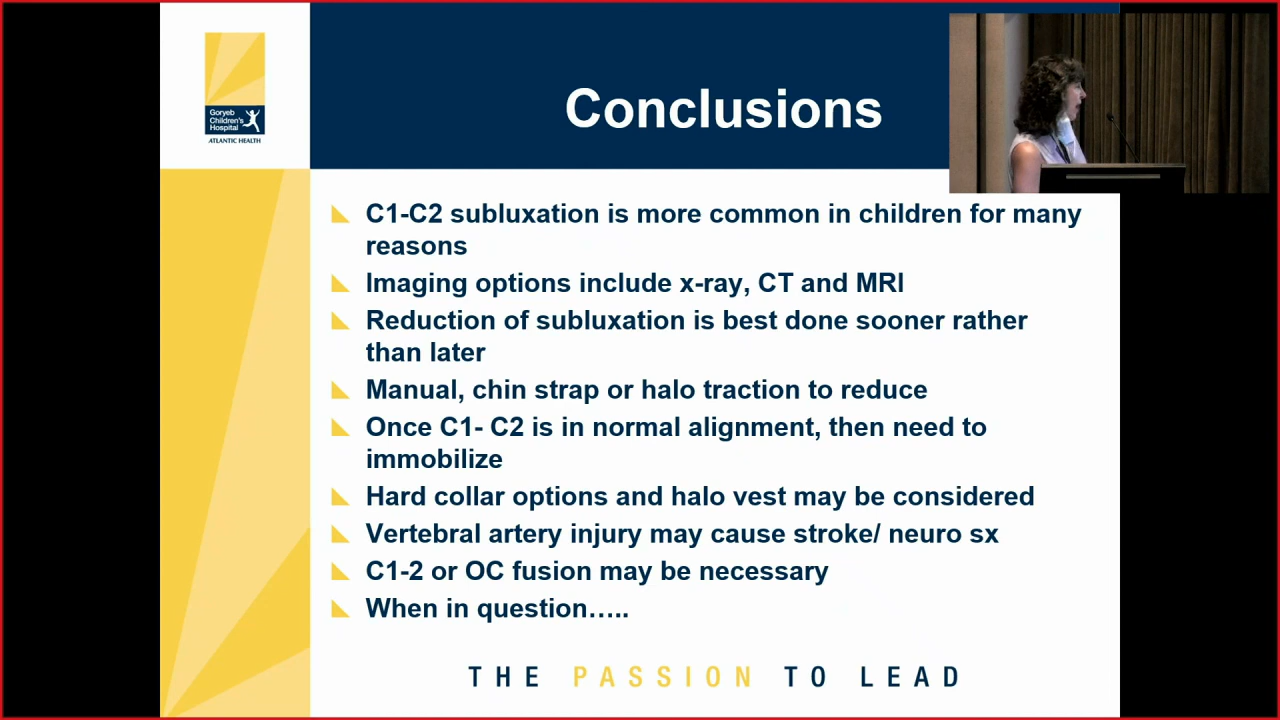 Goryeb
Children's
Hospital
ATLANTIC HEALTH
Conclusions
C1-C2 subluxation is more common in children for many
reasons
Imaging options include x-ray, CT and MRI
Reduction of subluxation is best done sooner rather
than later
Manual, chin strap or halo traction to reduce
Once C1- C2 is in normal alignment, then need to
immobilize
Hard collar options and halo vest may be considered
Vertebral artery injury may cause stroke/ neuro sx
C1-2 or OC fusion may be necessary
When in question…..
THE PASSION TO LEAD